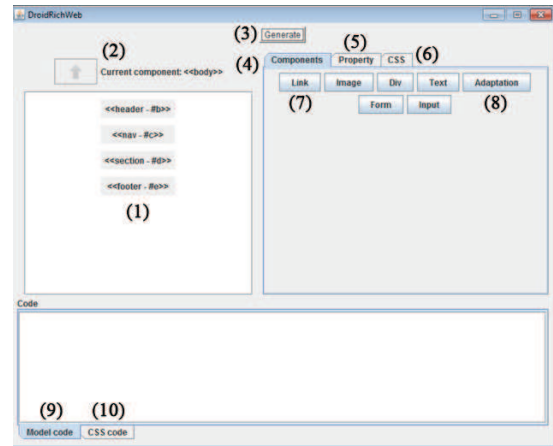 DroidRichWeb
(3) Generate
(2)
Current component: <<body>>
(4) Components Property CSS (6)
(5)
Link Image Div Text Adaptation
(7) Form Input (8)
<<header - #b>>
<<nav - #c>>
<<section - #d>>
<<footer - #e>>
(1)
Code
(9) (10)
Model code CSS code